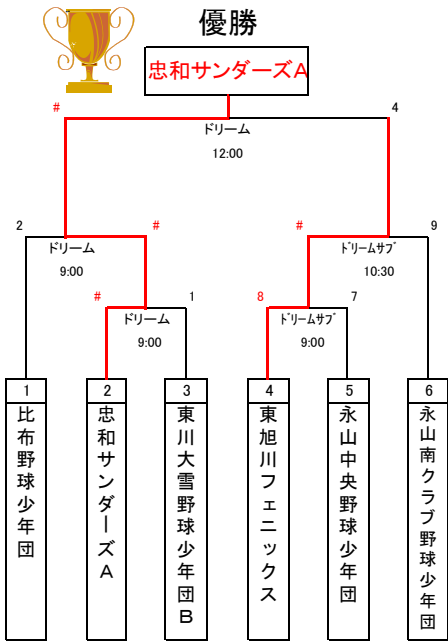 優勝
忠和サンダーズA
#
4
ドリーム
12:00
2
#
#
9
ドリーム
ドリームサブ
9:00
10:30
#
1
8
7
ドリーム
ドリームサブ
9:00
9:00
1
2
3
4
5
6
比布野球少年団
忠和サンダーズA
東川大雪野球少年団B
東旭川フェニックス
永山中央野球少年団
永山南クラブ野球少年団